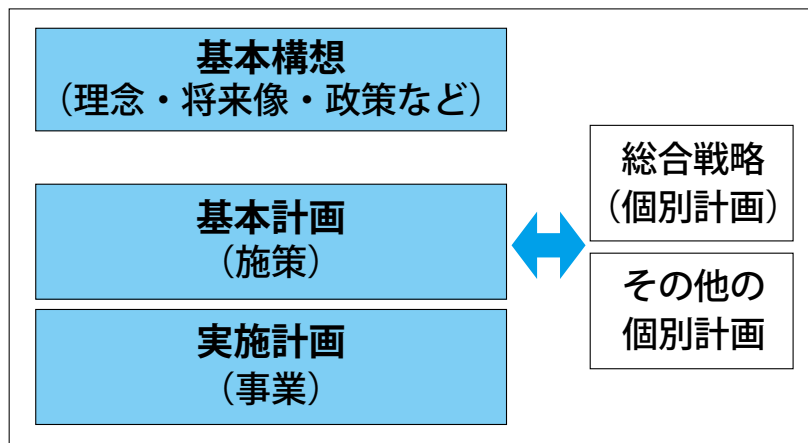 基本構想
（理念・将来像・政策など）
基本計画
（施策）
実施計画
（事業）
総合戦略
（個別計画）
その他の
個別計画